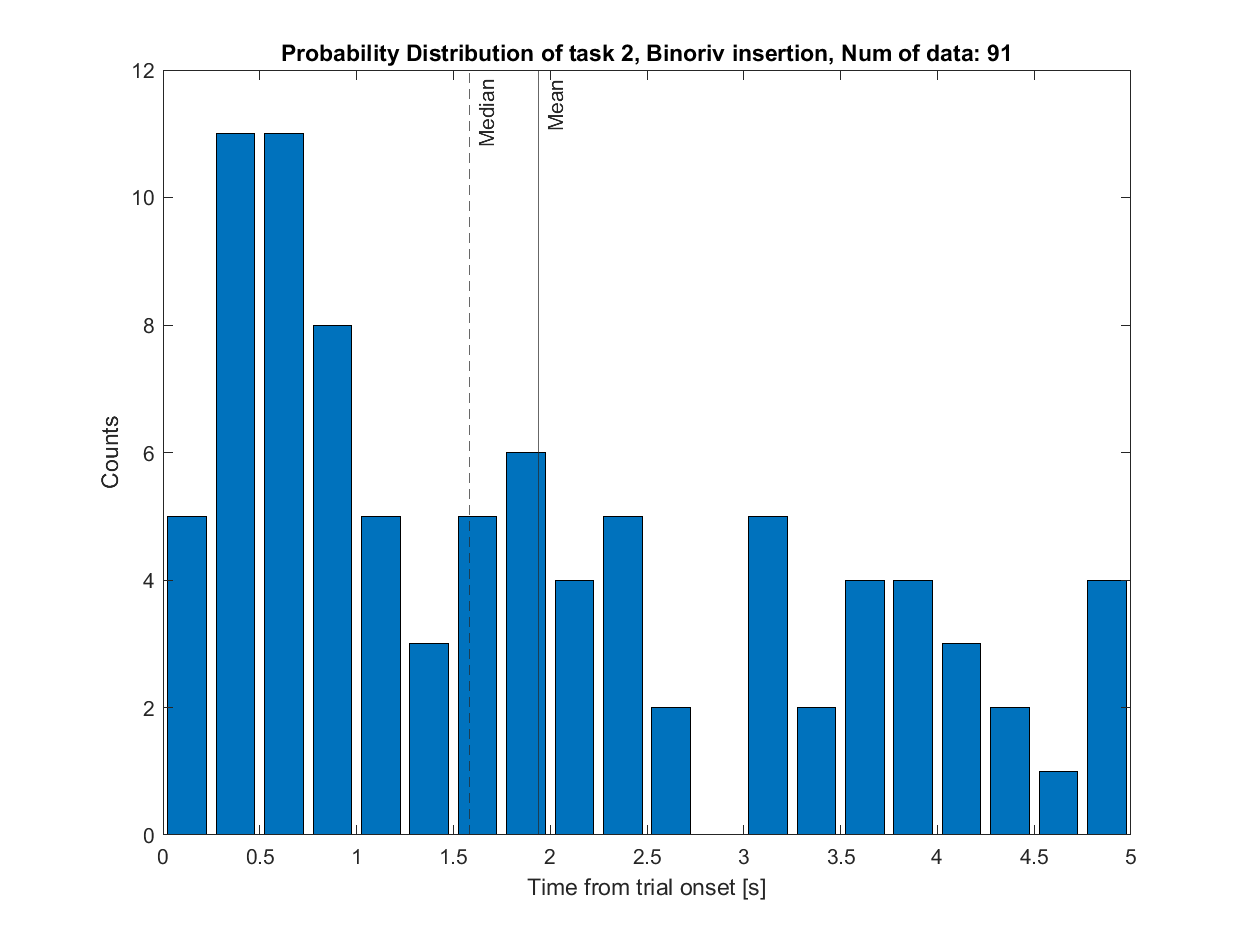 Probability Distribution of task 2, Binoriv insertion, Num of data: 91
12
10
8
6
4
2
0
Counts
Median
Mean
0 0.5 1 1.5 2 2.5 3 3.5 4 4.5 5
Time from trial onset [s]